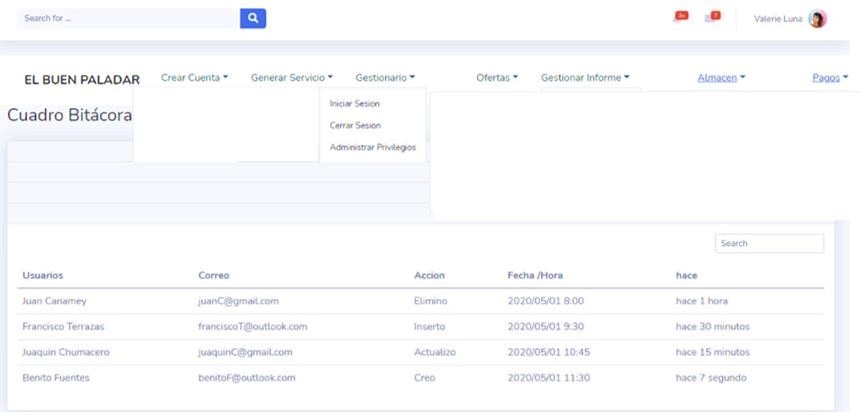 Search for ...
3+
7
Valerie Luna
EL BUEN PALADAR
Crear Cuenta
Generar Servicio
Gestionario
Ofertas
Gestionar Informe
Almacen
Pagos
Iniciar Sesion
Cerrar Sesion
Administrar Privilegios
Cuadro Bitácora
Search
Usuarios Correo Accion Fecha /Hora hace
Juan Canamey juanC@gmail.com Elimino 2020/05/01 8:00 hace 1 hora
Francisco Terrazas franciscoT@outlook.com Inserto 2020/05/01 9:30 hace 30 minutos
Juaquin Chumacero juaquinC@gmail.com Actualizo 2020/05/01 10:45 hace 15 minutos
Benito Fuentes benitoF@outlook.com Creo 2020/05/01 11:30 hace 7 segundo